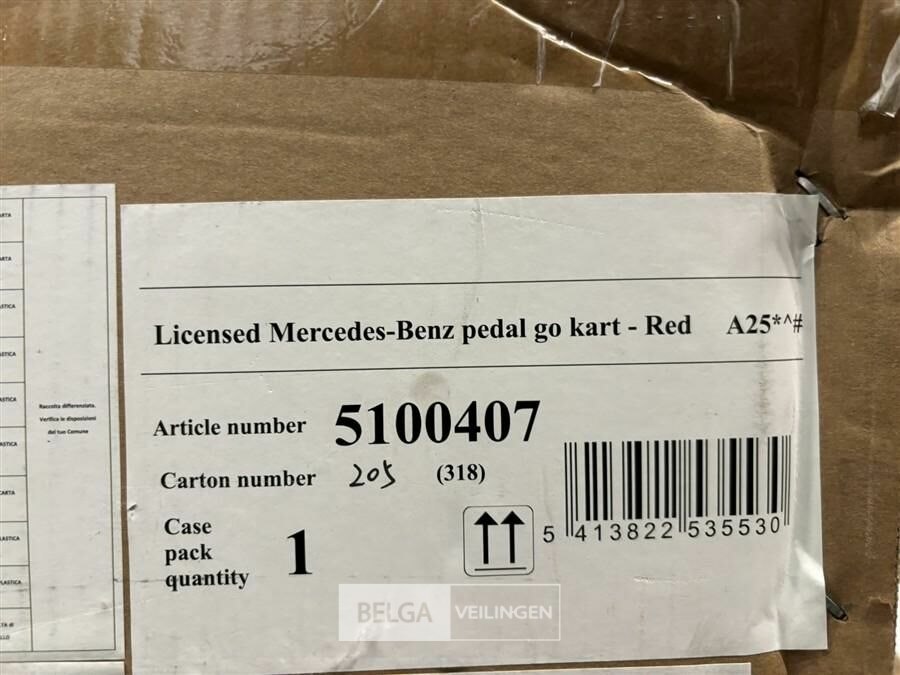 Licensed Mercedes-Benz pedal go kart - Red A25*^#
Article number 5100407
Carton number 205 (318)
Case
pack
quantity
1
5 413822 535530
Raccolta differenziata.
Verifica le disposizioni
del tuo Comune
BELGA VEILINGEN